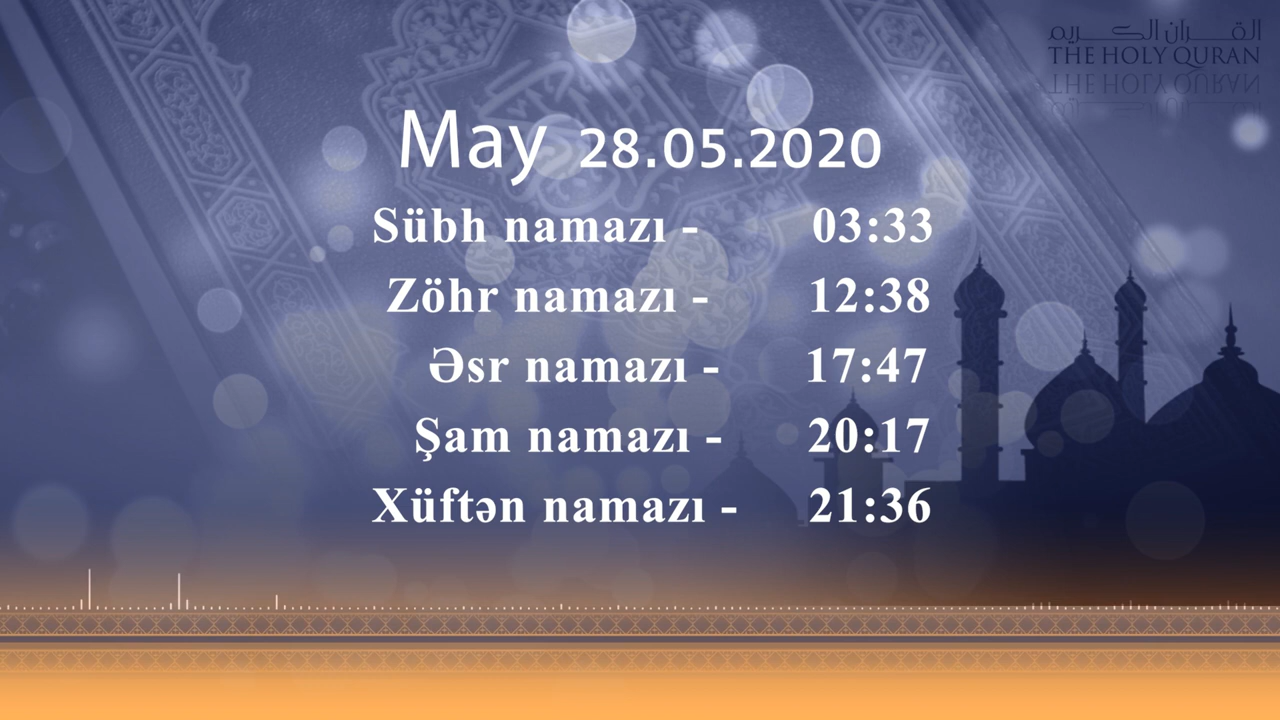 القرآن الكريم
THE HOLY QURAN
May 28.05.2020
Sübh namazı - 03:33
Zöhr namazı - 12:38
Əsr namazı - 17:47
Şam namazı - 20:17
Xüftən namazı - 21:36